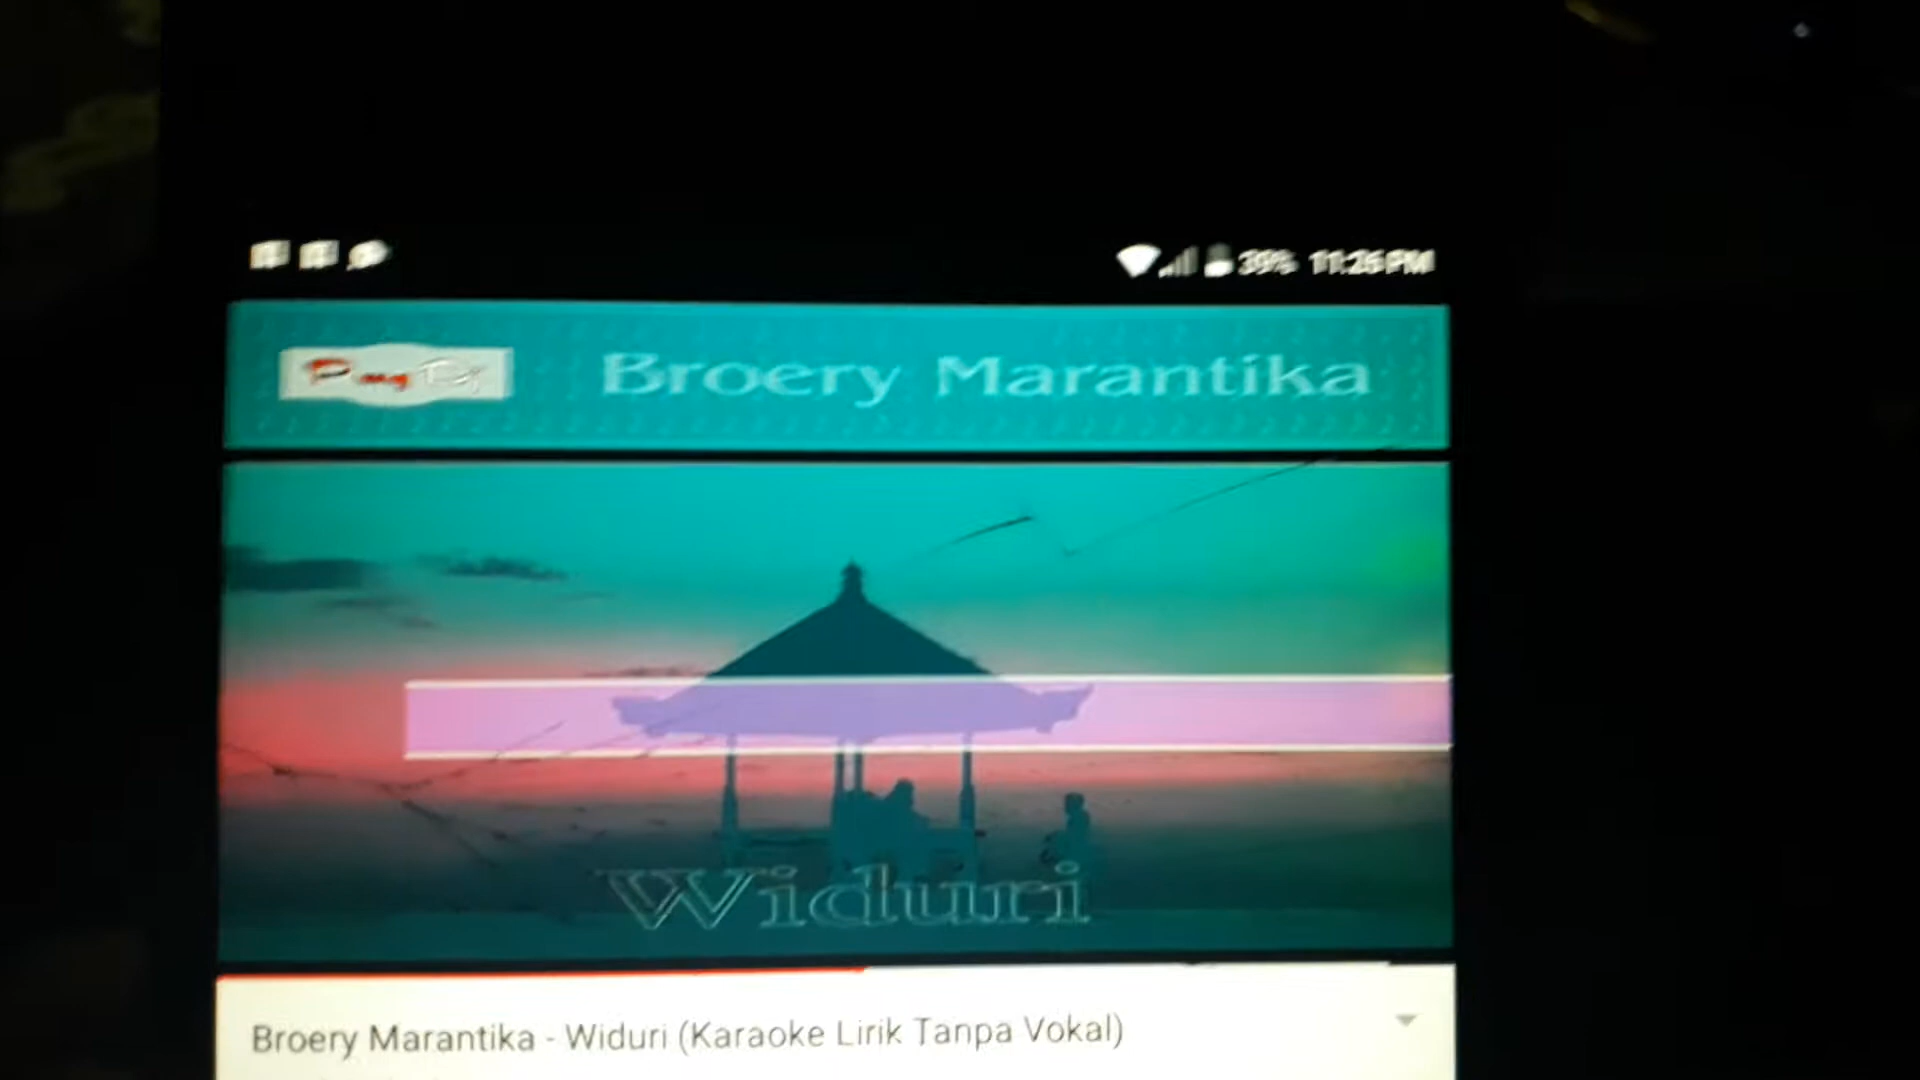 39% 11:26 PM
Broery Marantika
Widuri
Broery Marantika - Widuri (Karaoke Lirik Tanpa Vokal)